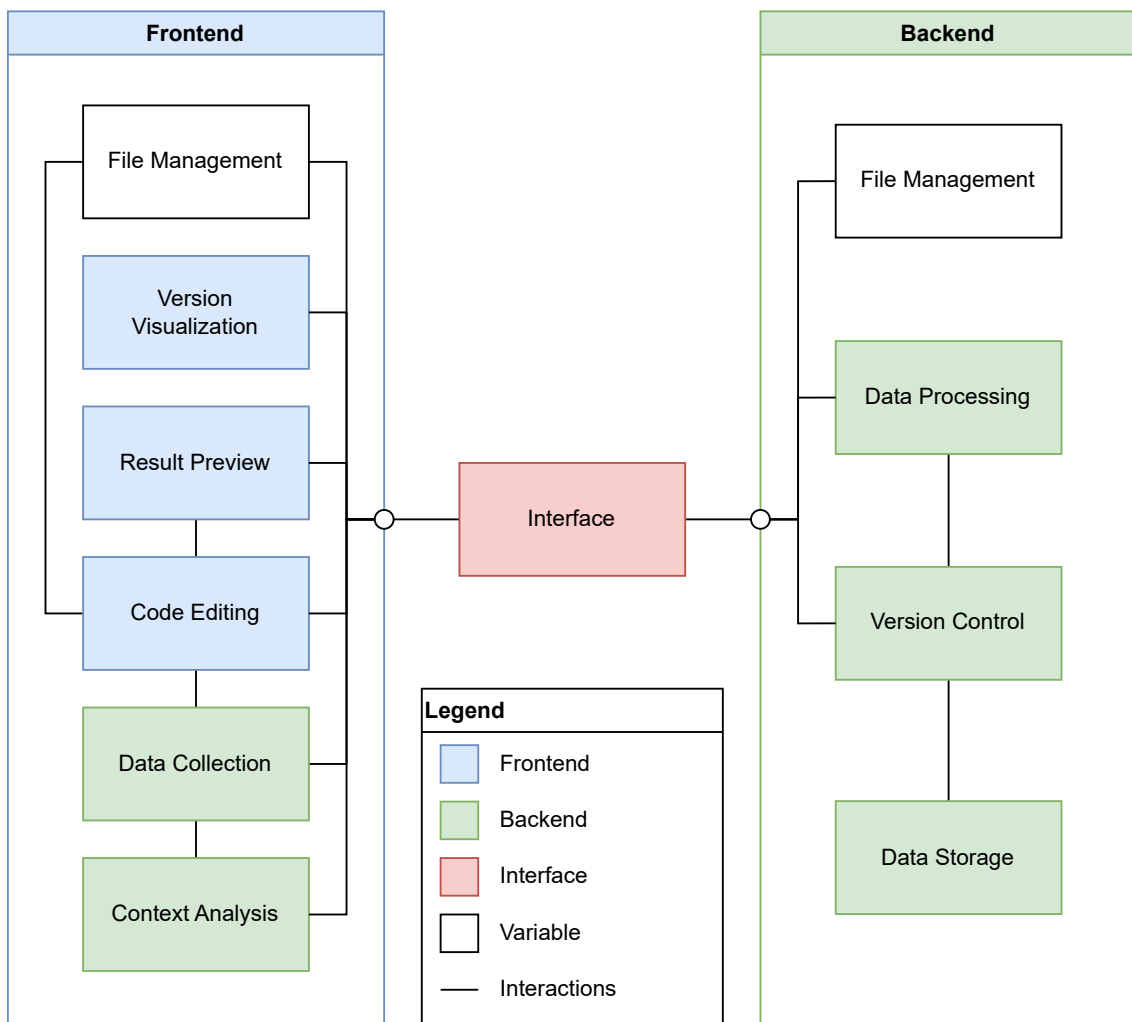 Frontend
File Management
Version
Visualization
Result Preview
Code Editing
Data Collection
Context Analysis
Interface
Legend
Frontend
Backend
Interface
Variable
Interactions
Backend
File Management
Data Processing
Version Control
Data Storage